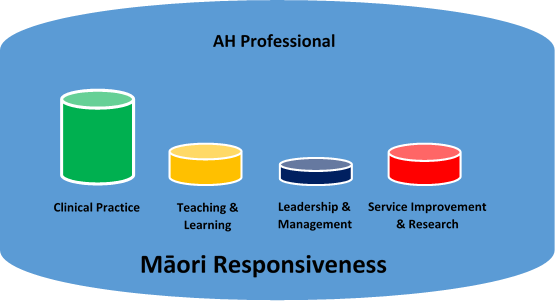 AH Professional
Clinical Practice
Teaching &
Learning
Leadership &
Management
Service Improvement
& Research
Māori Responsiveness